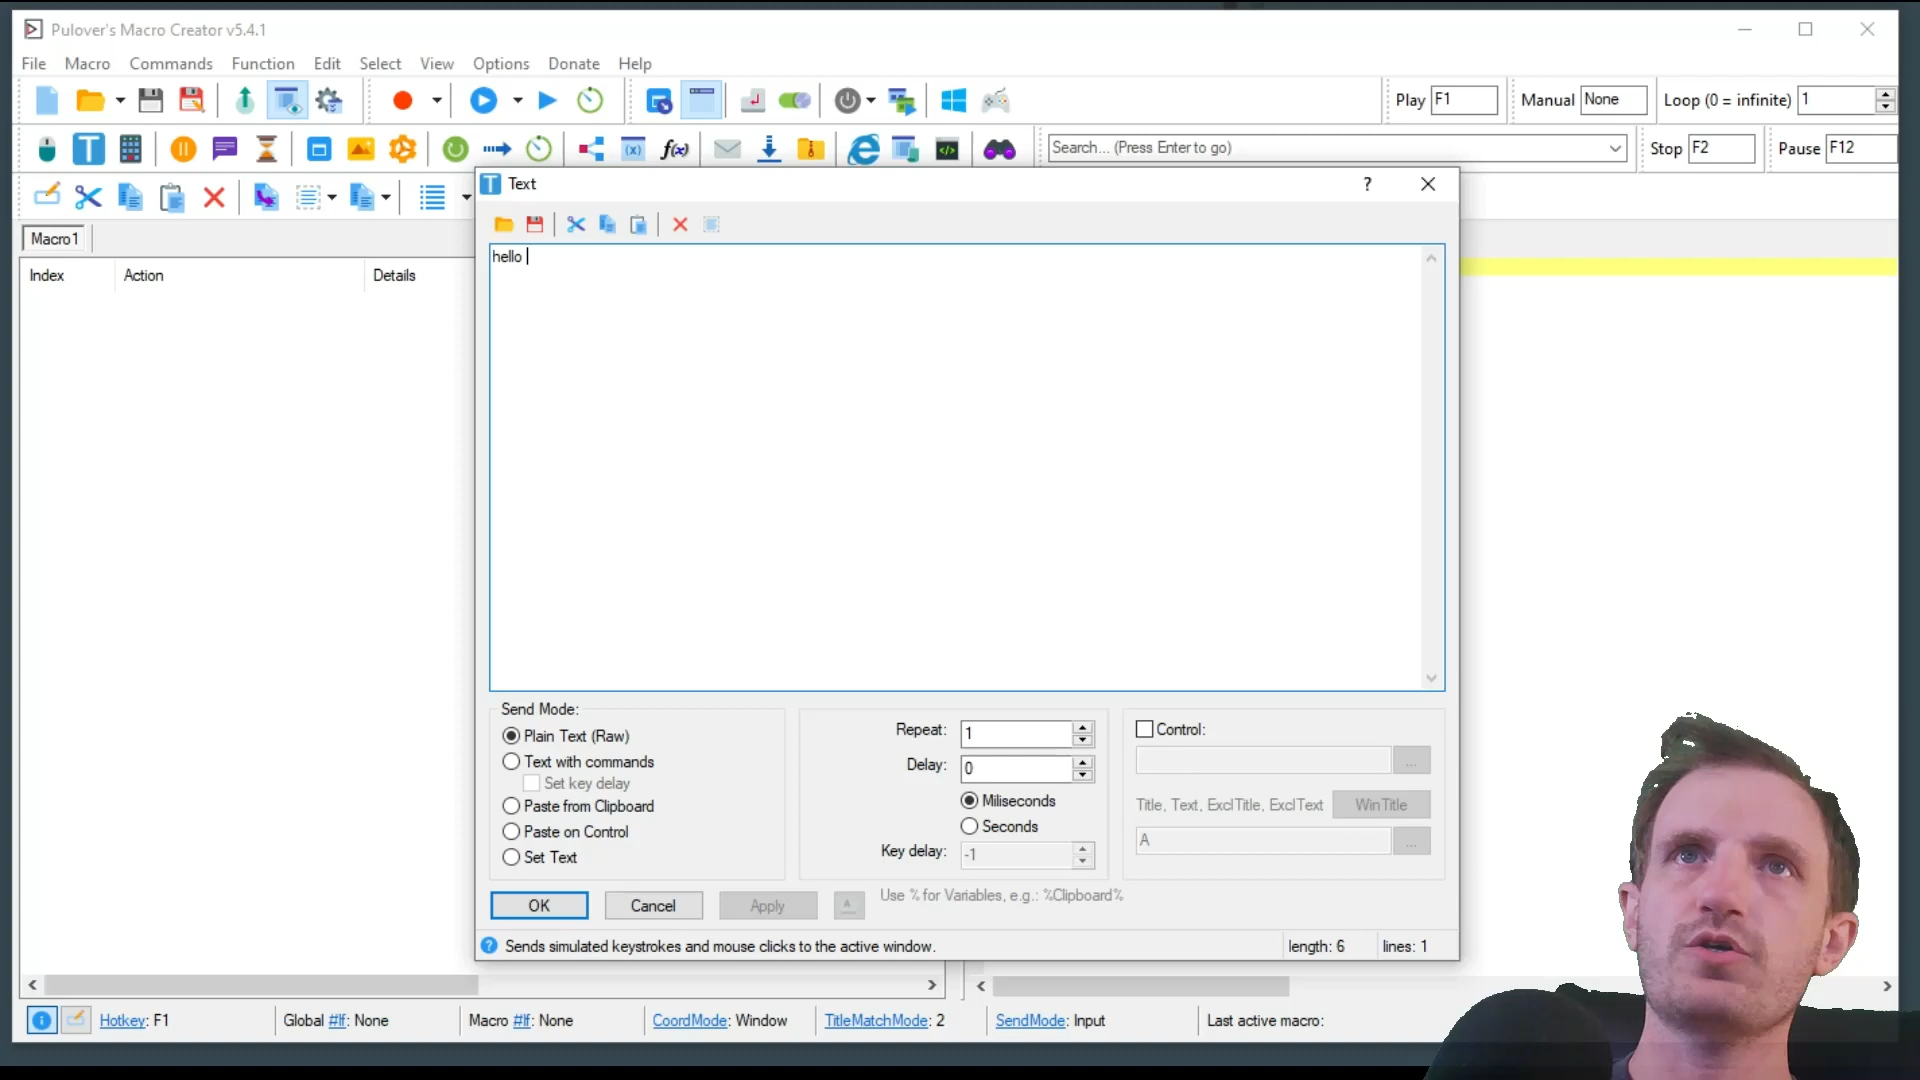 Pulover's Macro Creator v5.4.1
File Macro Commands Function Edit Select View Options Donate Help
Play F1 Manual None Loop (0 = infinite) 1
Search... (Press Enter to go) Stop F2 Pause F12
Text ?
Macro1
hello
Index Action Details
Send Mode:
Plain Text (Raw)
Text with commands
Set key delay
Paste from Clipboard
Paste on Control
Set Text
Repeat: 1
Delay: 0
Miliseconds
Seconds
Key delay: -1
Control:
...
Title, Text, ExclTitle, ExclText WinTitle
A ...
OK Cancel Apply A Use % for Variables, e.g.: %Clipboard%
Sends simulated keystrokes and mouse clicks to the active window. length: 6 lines: 1
Hotkey: F1 Global #If: None Macro #If: None CoordMode: Window TitleMatchMode: 2 SendMode: Input Last active macro: